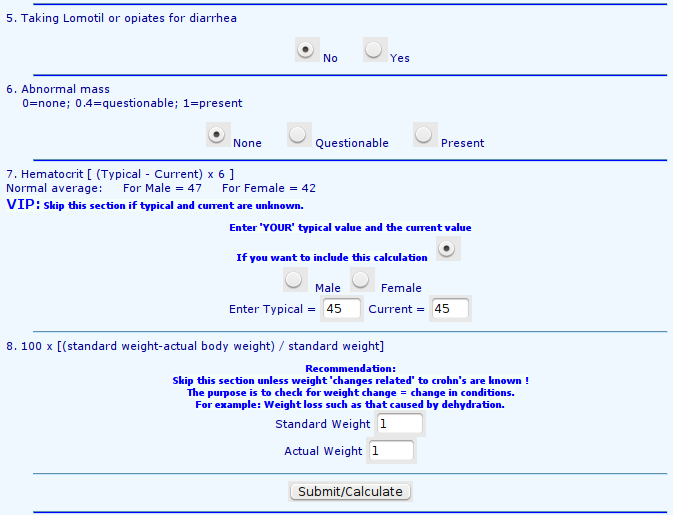 5. Taking Lomotil or opiates for diarrhea
No Yes
6. Abnormal mass
0=none; 0.4=questionable; 1=present
None Questionable Present
7. Hematocrit [ (Typical - Current) x 6 ]
Normal average: For Male = 47 For Female = 42
VIP: Skip this section if typical and current are unknown.
Enter 'YOUR' typical value and the current value
If you want to include this calculation
Male Female
Enter Typical = 45 Current = 45
8. 100 x [(standard weight-actual body weight) / standard weight]
Recommendation:
Skip this section unless weight 'changes related' to crohn's are known !
The purpose is to check for weight change = change in conditions.
For example: Weight loss such as that caused by dehydration.
Standard Weight 1
Actual Weight 1
Submit/Calculate